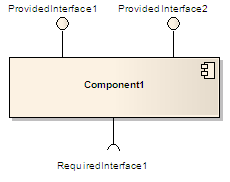 ProvidedInterface1 ProvidedInterface2
Component1
RequiredInterface1